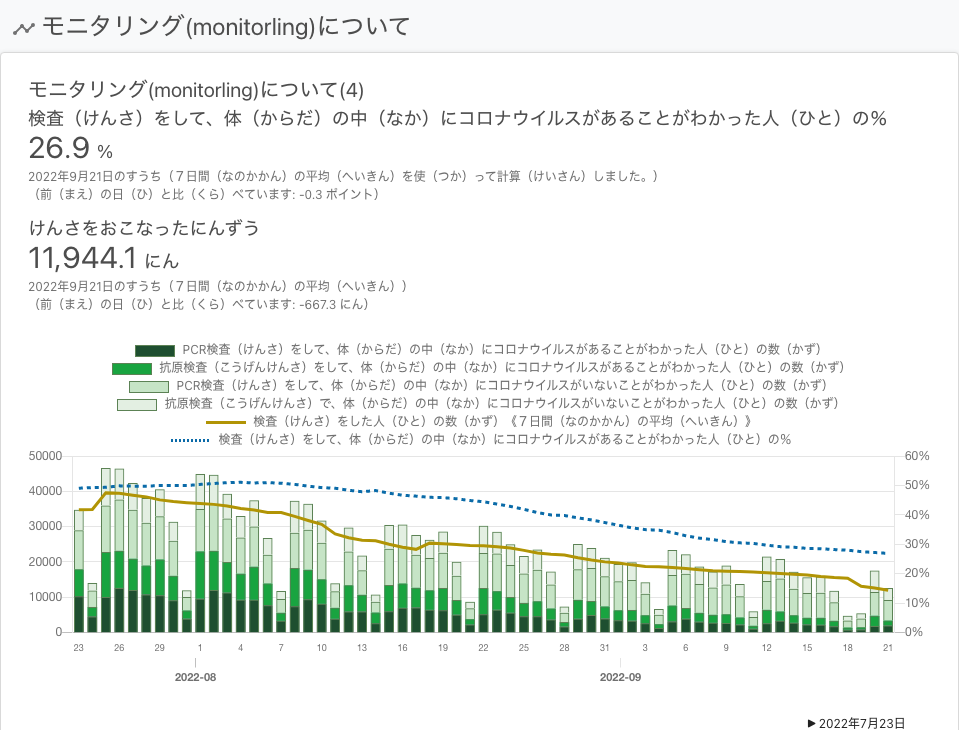 モニタリング(monitorling)について
モニタリング(monitorling)について(4)
検査（けんさ）をして、体（からだ）の中（なか）にコロナウイルスがあることがわかった人（ひと）の%
26.9 %
2022年9月21日のすうち（７日間（なのかかん）の平均（へいきん）を使（つか）って計算（けいさん）しました。）
（前（まえ）の日（ひ）と比（くら）べています: -0.3 ポイント）
けんさをおこなったにんずう
11,944.1 にん
2022年9月21日のすうち（７日間（なのかかん）の平均（へいきん））
（前（まえ）の日（ひ）と比（くら）べています: -667.3 にん）
PCR検査（けんさ）をして、体（からだ）の中（なか）にコロナウイルスがあることがわかった人（ひと）の数（かず）
抗原検査（こうげんけんさ）をして、体（からだ）の中（なか）にコロナウイルスがあることがわかった人（ひと）の数（かず）
PCR検査（けんさ）をして、体（からだ）の中（なか）にコロナウイルスがいないことがわかった人（ひと）の数（かず）
抗原検査（こうげんけんさ）で、体（からだ）の中（なか）にコロナウイルスがいないことがわかった人（ひと）の数（かず）
検査（けんさ）をした人（ひと）の数（かず）《７日間（なのかかん）の平均（へいきん）》
検査（けんさ）をして、体（からだ）の中（なか）にコロナウイルスがあることがわかった人（ひと）の%
50000 60%
40000 50%
30000 40%
20000 30%
10000 20%
0 10%
0%
23 26 29 1 4 7 10 13 16 19 22 25 28 31 3 6 9 12 15 18 21
2022-08 2022-09
▶ 2022年7月23日